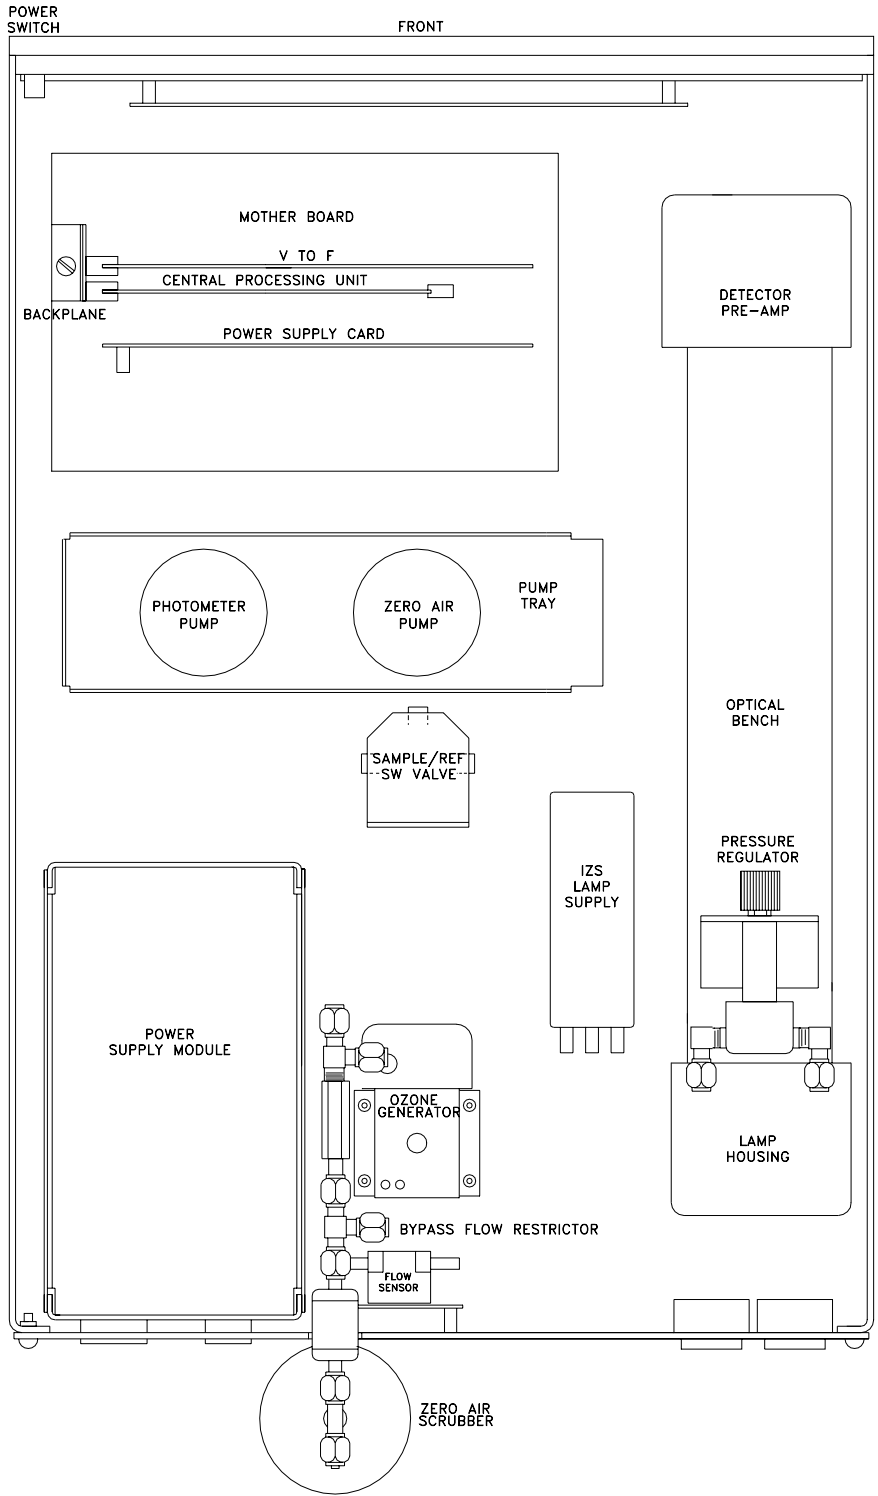 POWER
SWITCH
FRONT
MOTHER BOARD
V TO F
CENTRAL PROCESSING UNIT
BACKPLANE
POWER SUPPLY CARD
DETECTOR
PRE-AMP
PHOTOMETER
PUMP
ZERO AIR
PUMP
PUMP
TRAY
OPTICAL
BENCH
SAMPLE/REF
SW VALVE
PRESSURE
REGULATOR
IZS
LAMP
SUPPLY
POWER
SUPPLY MODULE
OZONE
GENERATOR
LAMP
HOUSING
BYPASS FLOW RESTRICTOR
FLOW
SENSOR
ZERO AIR
SCRUBBER